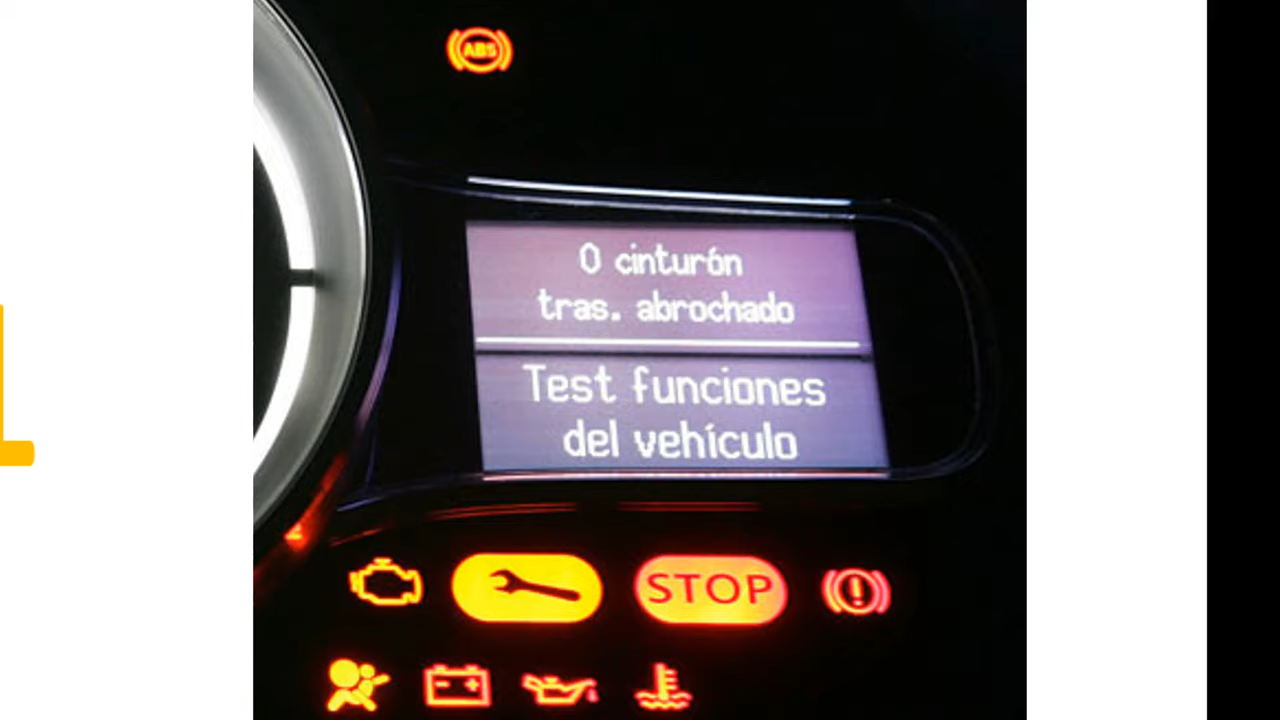 ABS
0 cinturón
tras. abrochado
Test funciones
del vehículo
STOP